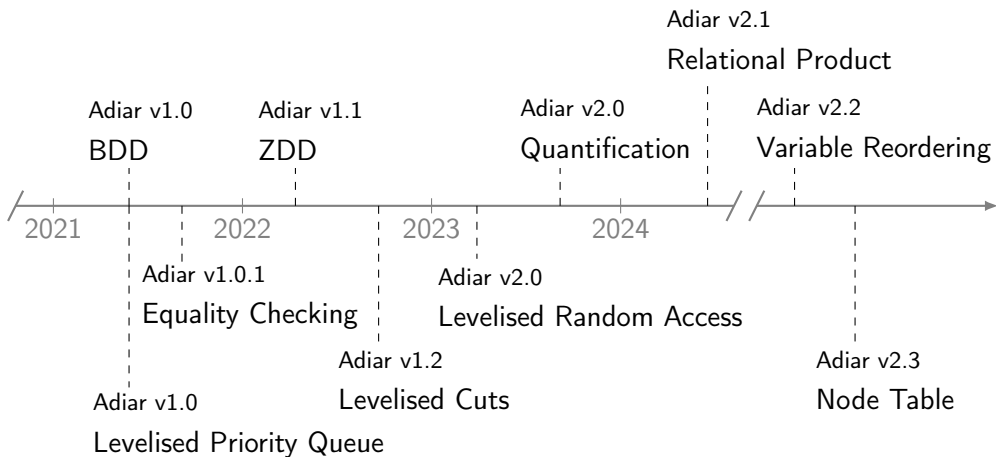 Adiar v2.1
Relational Product
Adiar v1.0
BDD
Adiar v1.1
ZDD
Adiar v2.0
Quantification
Adiar v2.2
Variable Reordering
2021
2022
2023
2024
Adiar v1.0.1
Equality Checking
Adiar v2.0
Levelised Random Access
Adiar v1.2
Levelised Cuts
Adiar v2.3
Node Table
Adiar v1.0
Levelised Priority Queue